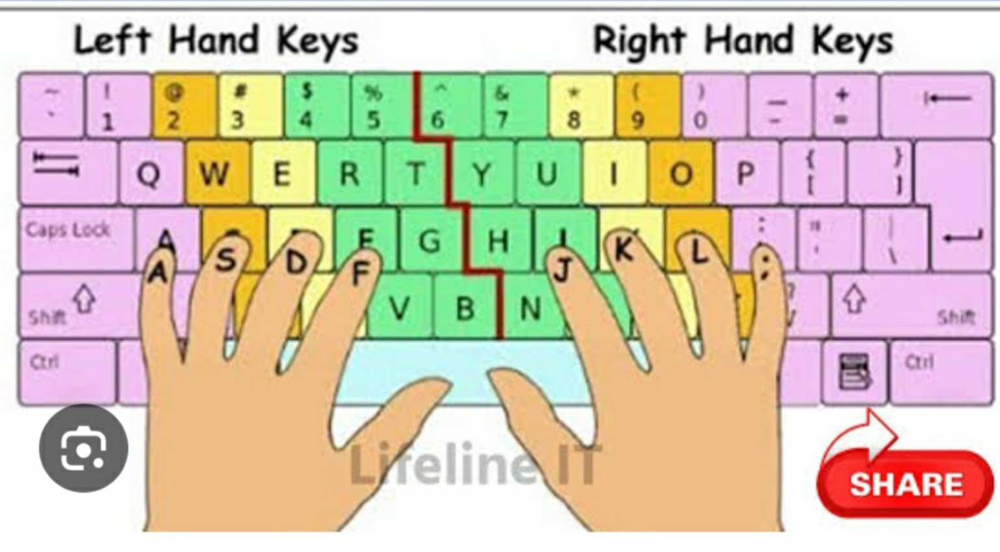 Left Hand Keys Right Hand Keys
~ ! @ # $ % ^ & * ( ) _ +
` 1 2 3 4 5 6 7 8 9 0 - =
Q W E R T Y U I O P { }
[ ]
Caps Lock A F G H J : " |
' \
A S D F J K L ;
Shift V B N ? Shift
Ctrl Ctrl
Lifeline IT
SHARE